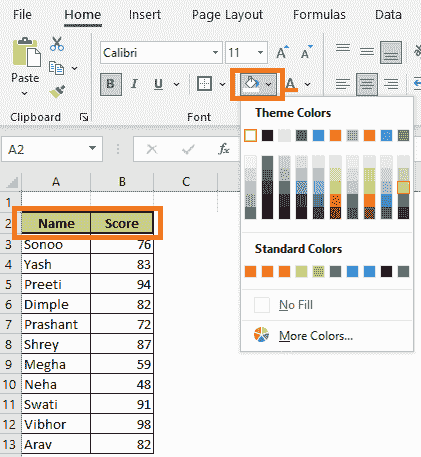 File Home Insert Page Layout Formulas Data
Calibri 11 A A
Paste B I U A
Clipboard Font
Theme Colors
A2 fx
A B C
1
2 Name Score
3 Sonoo 76
4 Yash 83
5 Preeti 94
6 Dimple 82
7 Prashant 72
8 Shrey 87
9 Megha 59
10 Neha 48
11 Swati 91
12 Vibhor 98
13 Arav 82
Standard Colors
No Fill
More Colors...